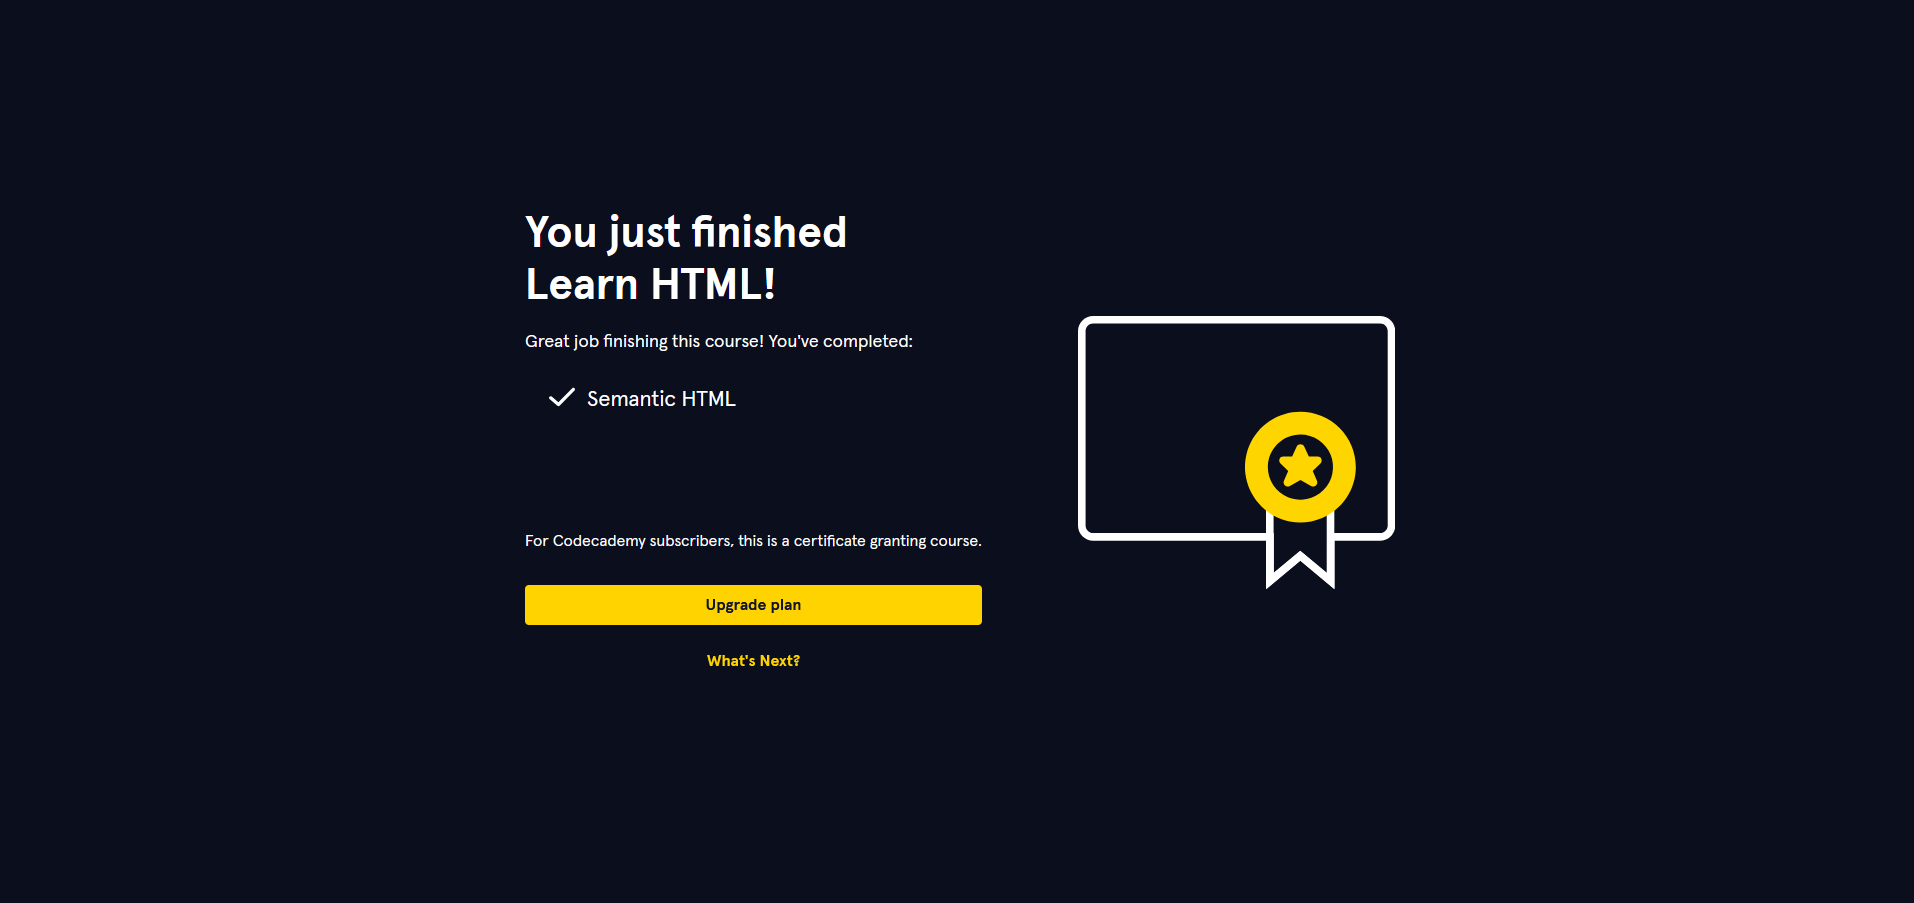 You just finished
Learn HTML!
Great job finishing this course! You've completed:
Semantic HTML
For Codecademy subscribers, this is a certificate granting course.
Upgrade plan
What's Next?